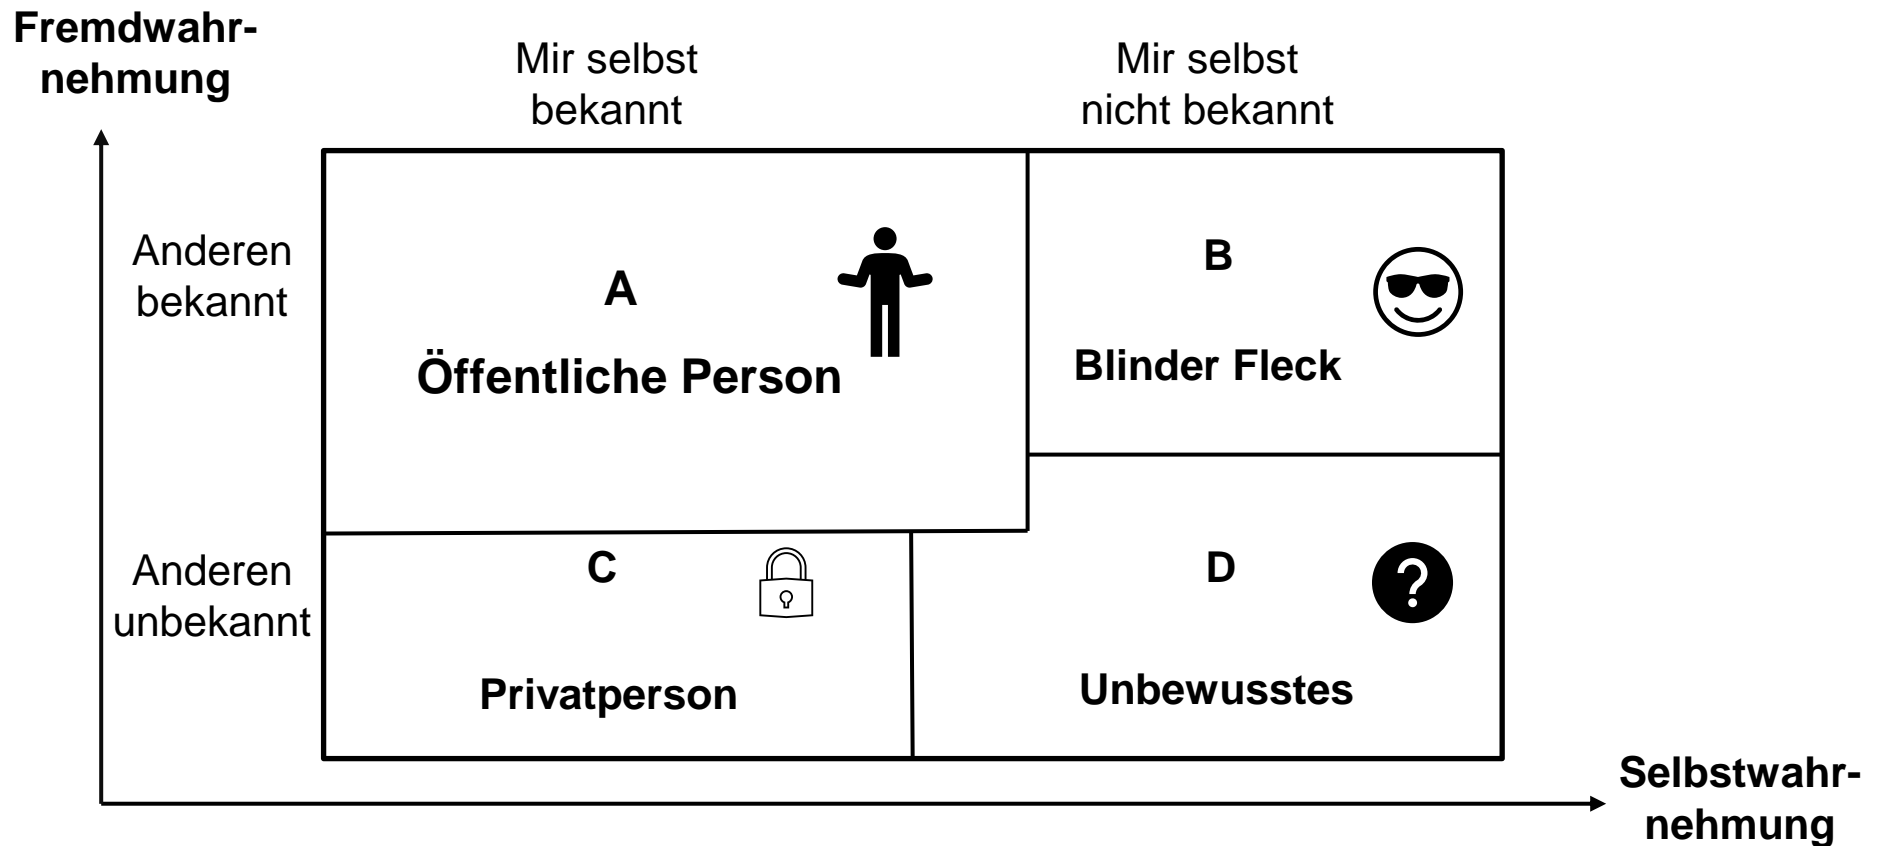 Fremdwahr-
nehmung
Mir selbst
bekannt
Mir selbst
nicht bekannt
Anderen
bekannt
A
Öffentliche Person
B
Blinder Fleck
Anderen
unbekannt
C
Privatperson
D
?
Unbewusstes
Selbstwahr-
nehmung